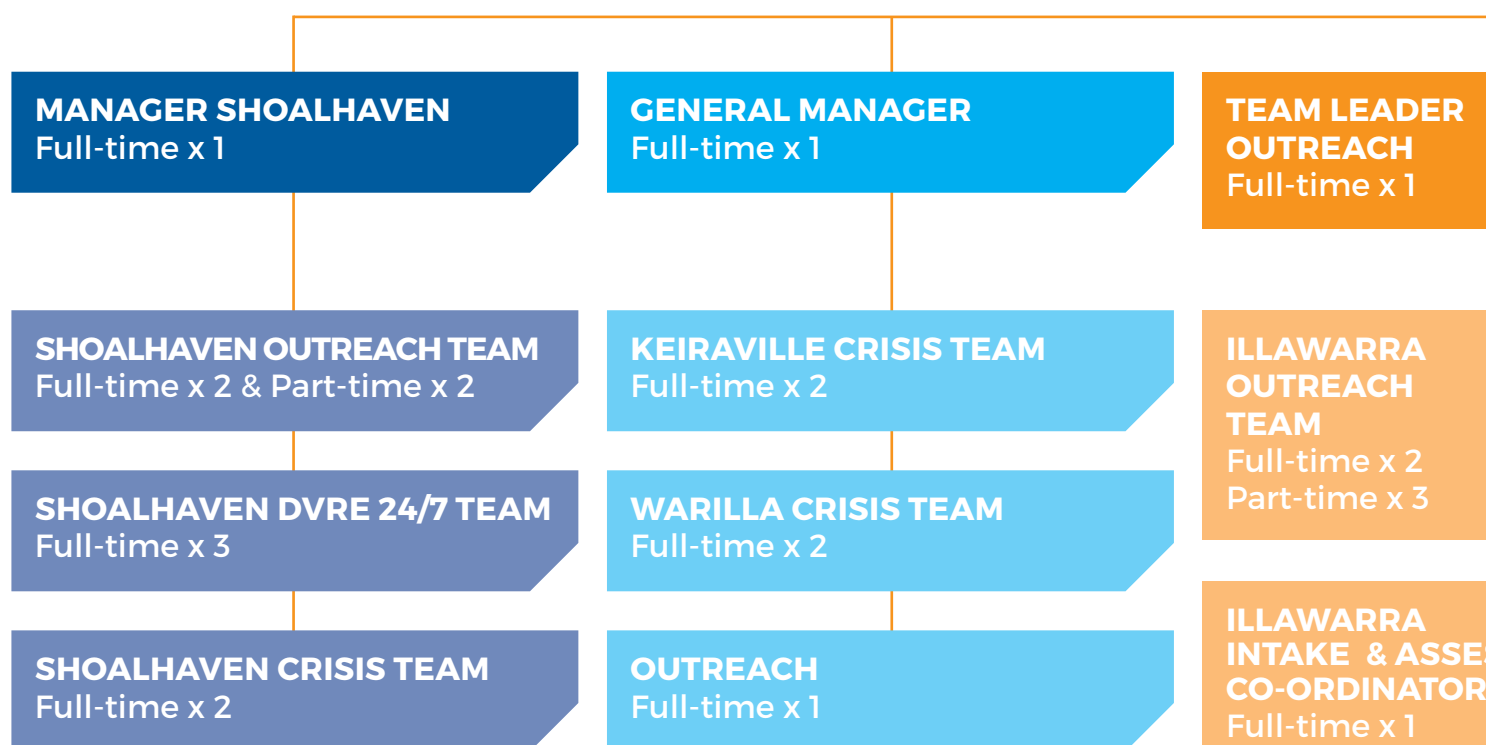 MANAGER SHOALHAVEN
Full-time x 1
GENERAL MANAGER
Full-time x 1
TEAM LEADER
OUTREACH
Full-time x 1
SHOALHAVEN OUTREACH TEAM
Full-time x 2 & Part-time x 2
KEIRAVILLE CRISIS TEAM
Full-time x 2
ILLAWARRA
OUTREACH
TEAM
Full-time x 2
Part-time x 3
SHOALHAVEN DVRE 24/7 TEAM
Full-time x 3
WARILLA CRISIS TEAM
Full-time x 2
SHOALHAVEN CRISIS TEAM
Full-time x 2
OUTREACH
Full-time x 1
ILLAWARRA
INTAKE & 
CO-ORDINATOR
Full-time x 1